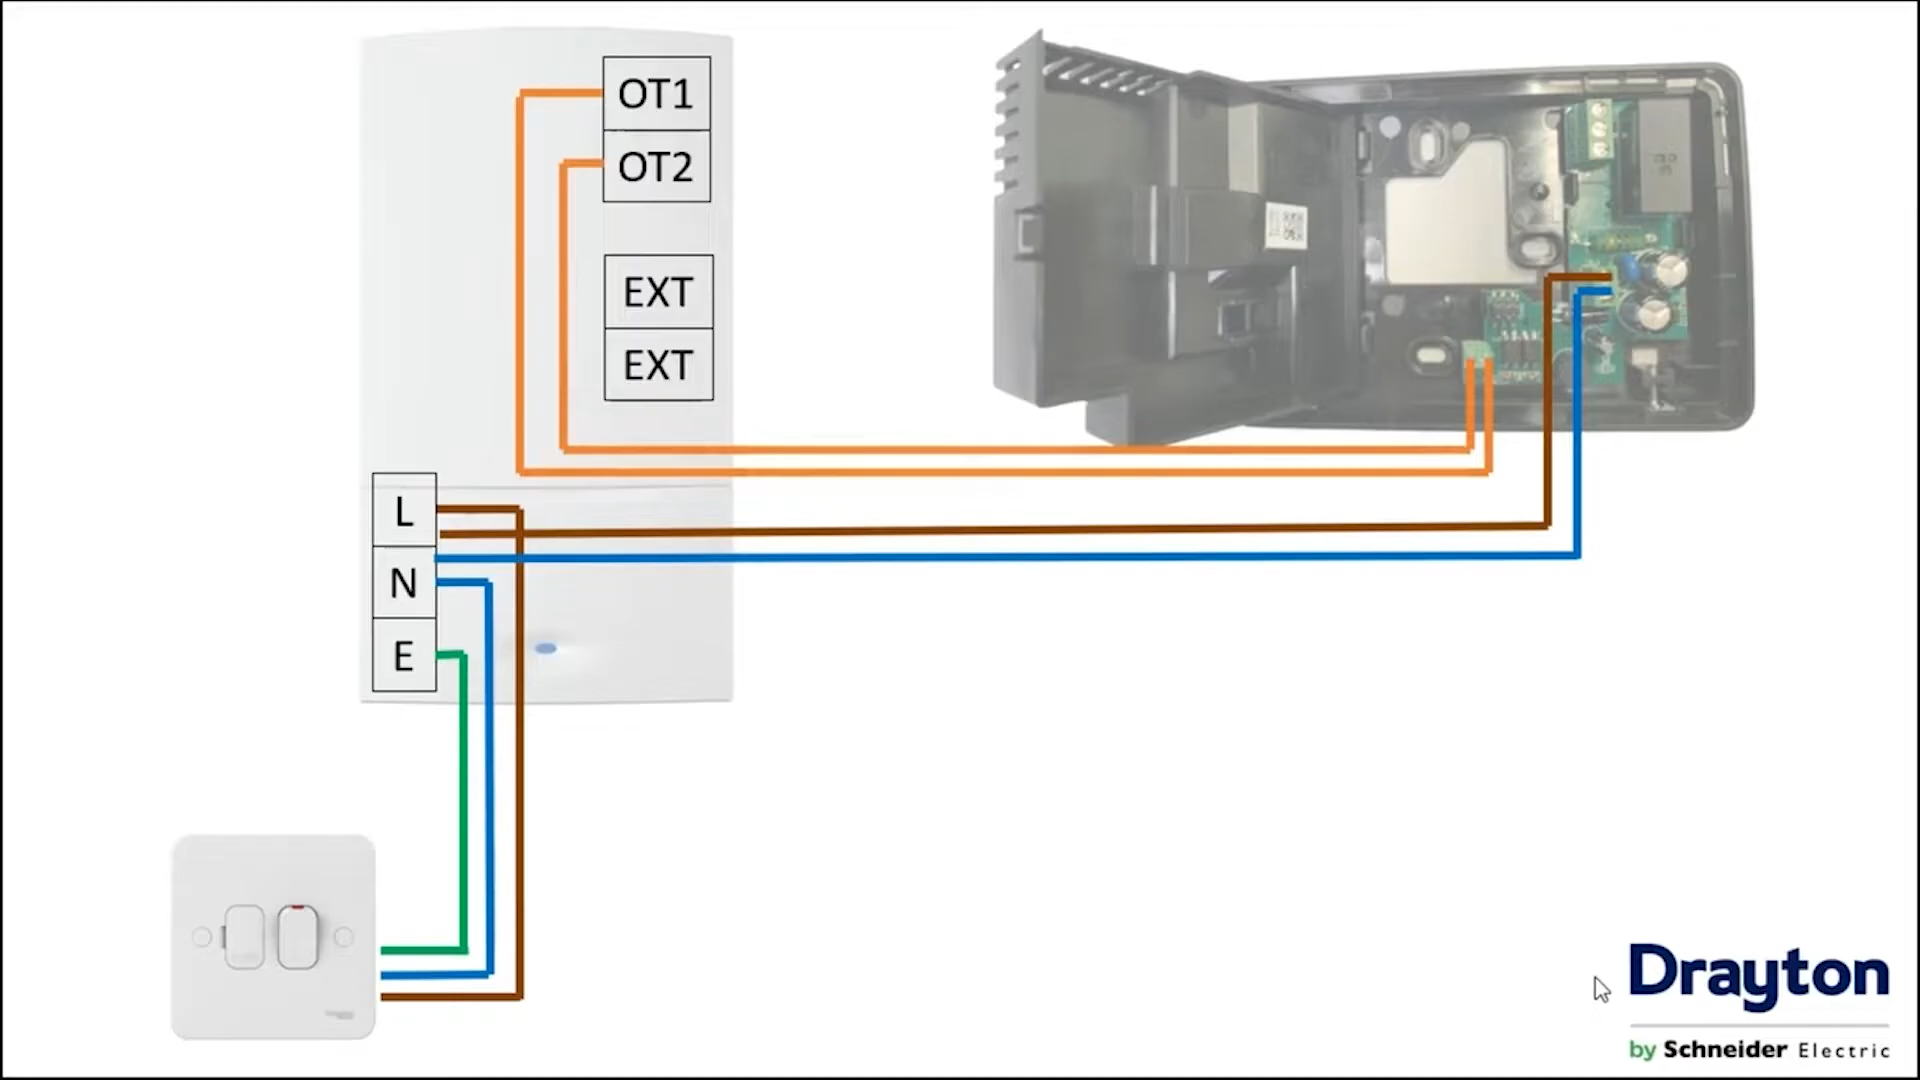 OT1
OT2
EXT
EXT
L
N
E
Drayton
by Schneider Electric